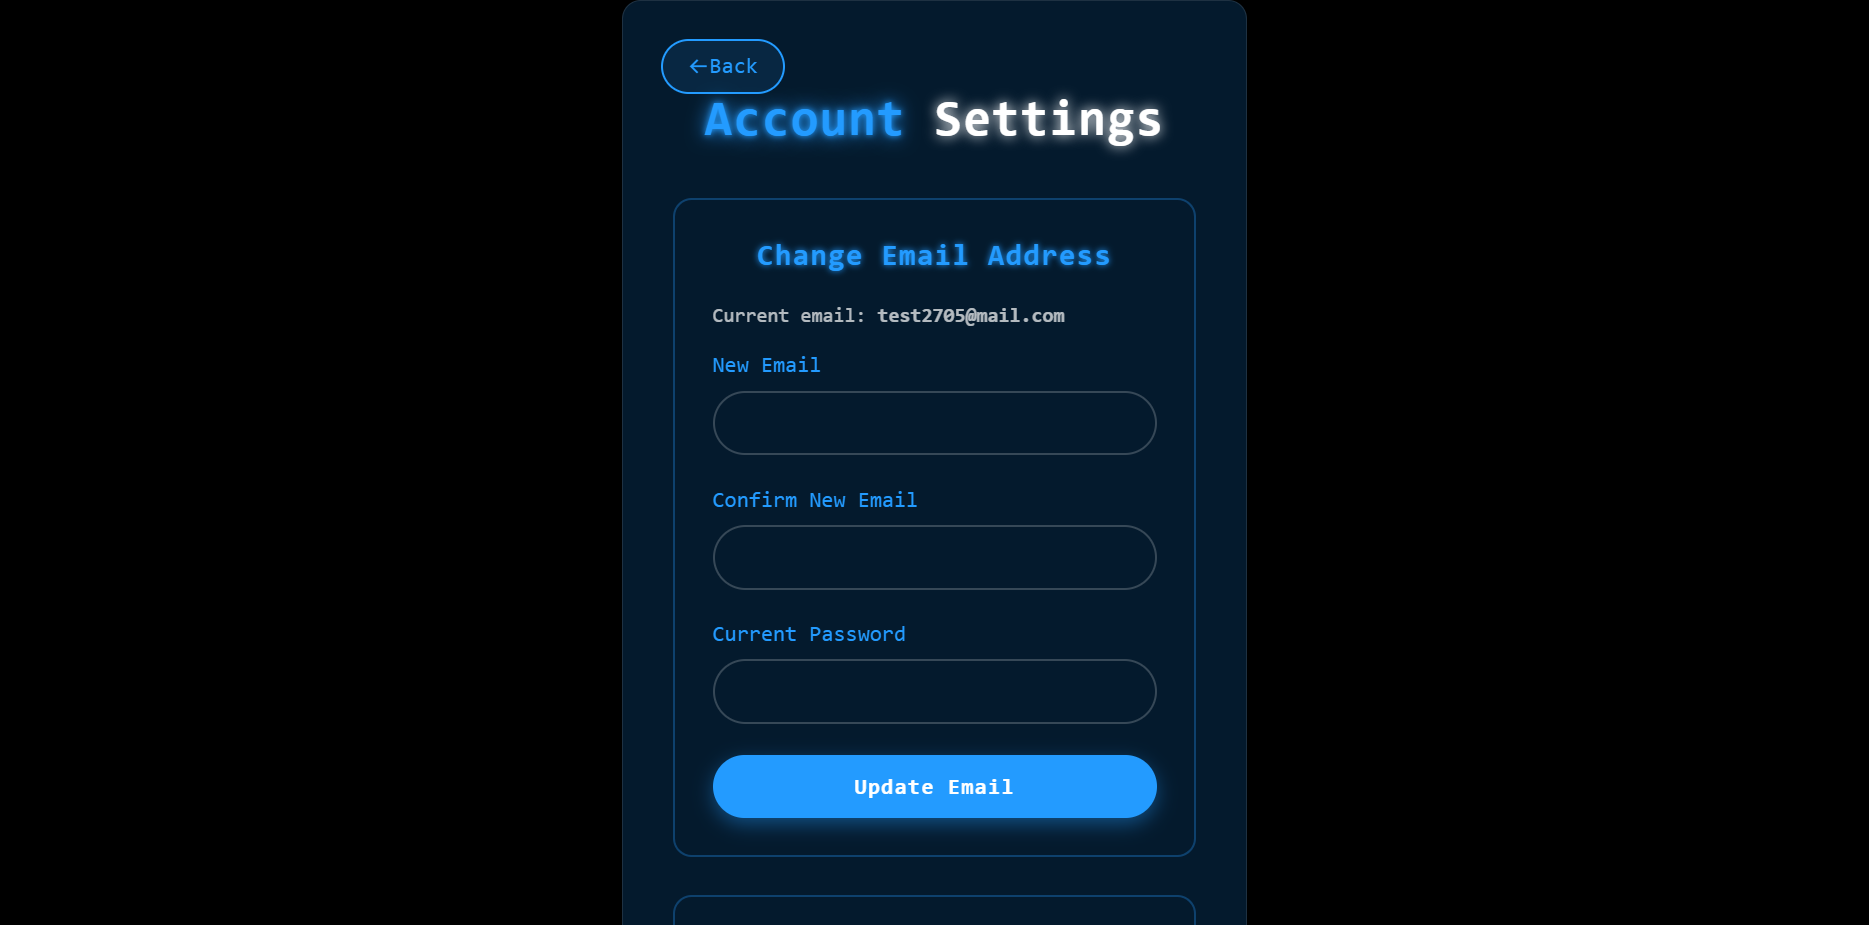 ←Back
Account Settings
Change Email Address
Current email: test2705@mail.com
New Email
Confirm New Email
Current Password
Update Email